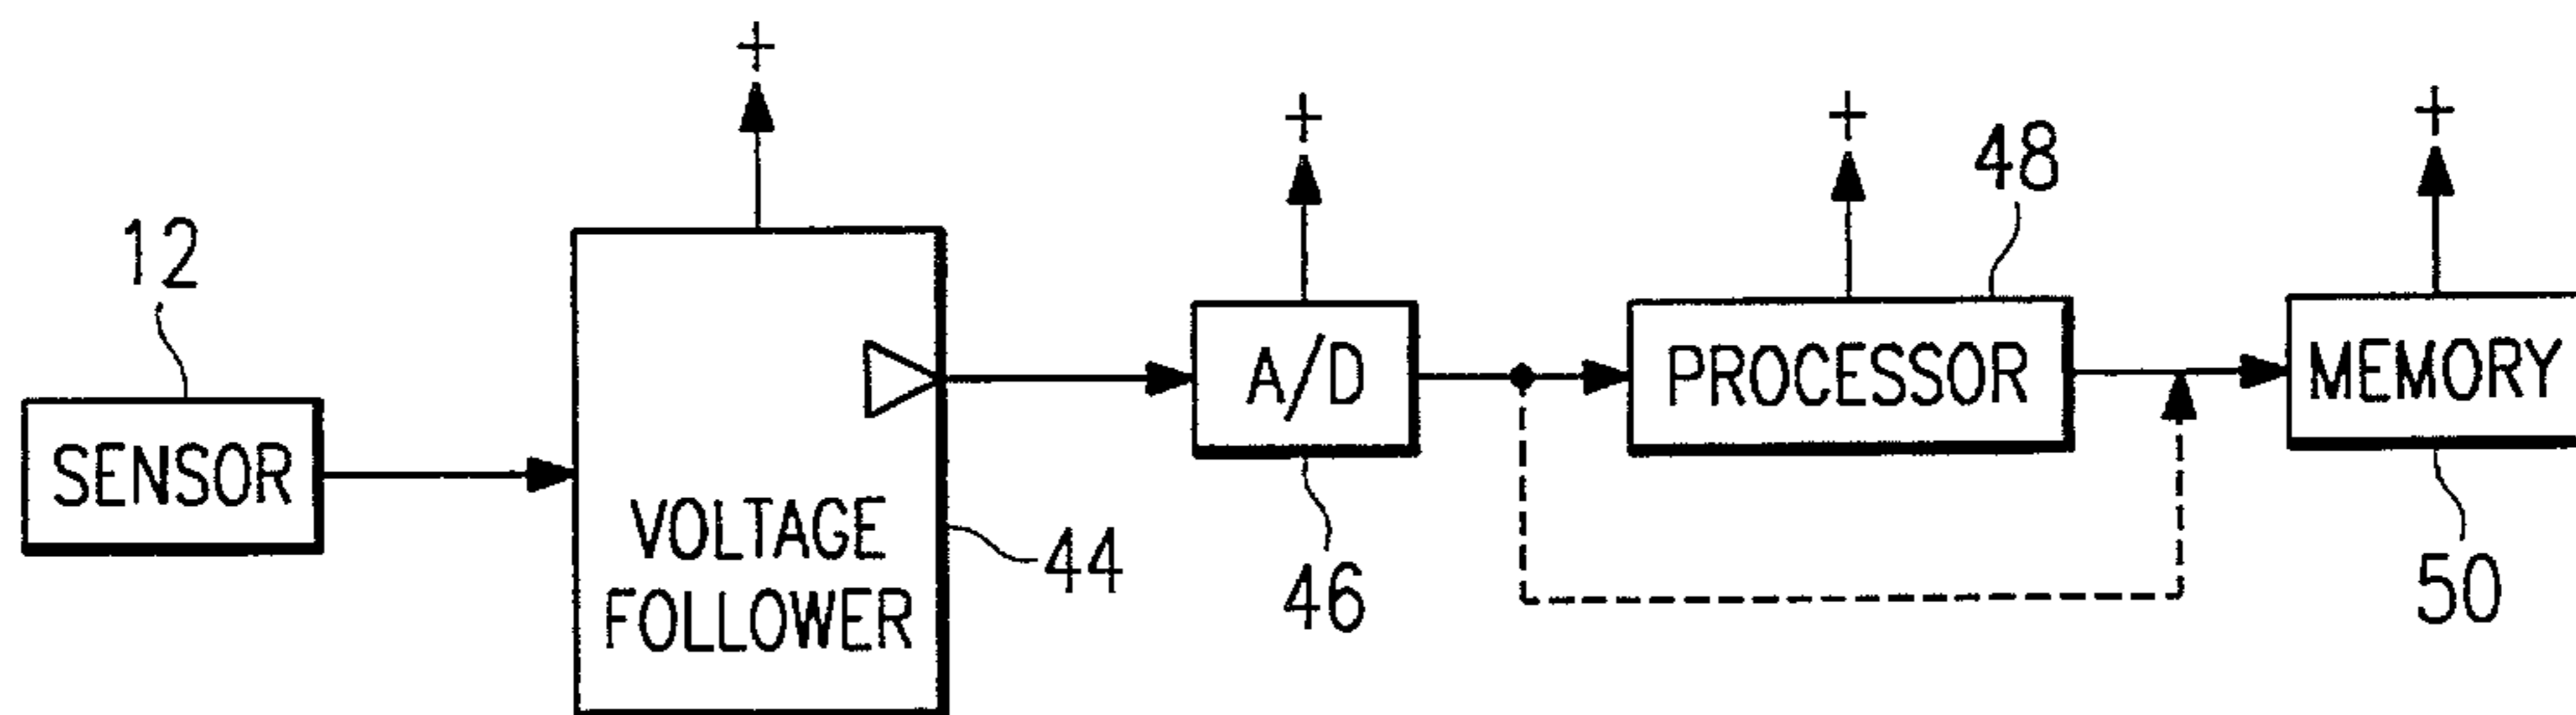 +
+
+
+
12
48
SENSOR
VOLTAGE
FOLLOWER
44
A/D
46
PROCESSOR
MEMORY
50